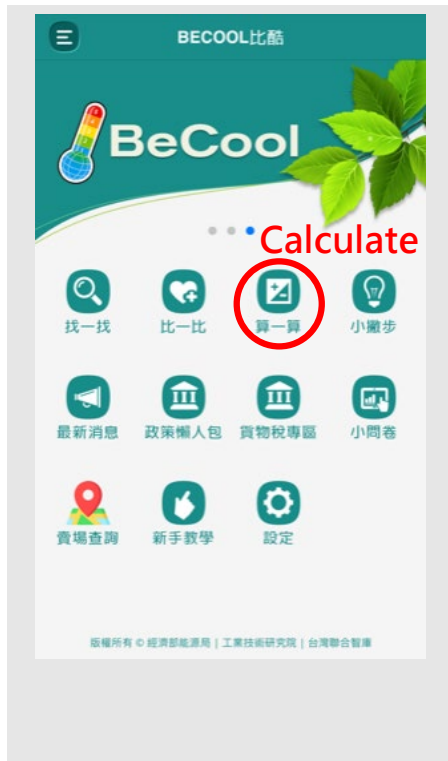 BECOOL比酷
BeCool
Calculate
找一找
比一比
算一算
小撇步
最新消息
政策懶人包
貨物稅專區
小問卷
賣場查詢
新手教學
設定
版權所有 © 經濟部能源局 | 工業技術研究院 | 台灣聯合智庫